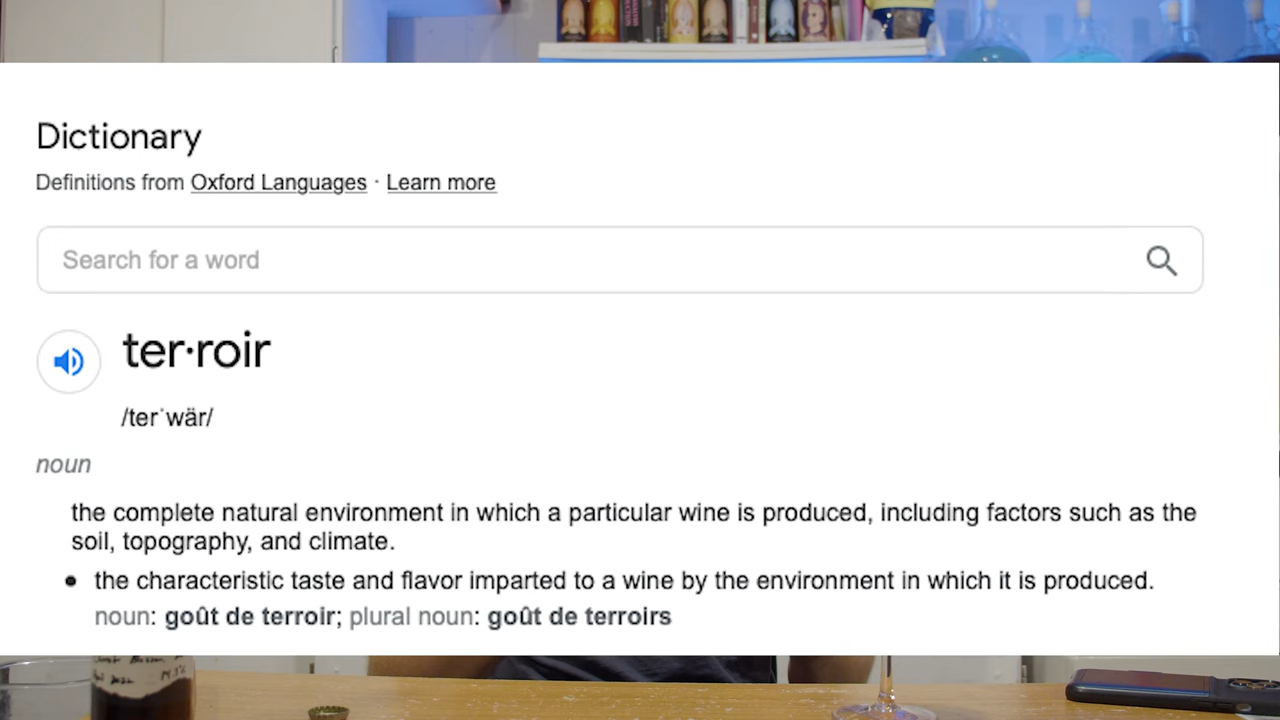 Dictionary
Definitions from Oxford Languages · Learn more
Search for a word
ter·roir
/terˈwär/
noun
the complete natural environment in which a particular wine is produced, including factors such as the
soil, topography, and climate.
• the characteristic taste and flavor imparted to a wine by the environment in which it is produced.
noun: goût de terroir; plural noun: goût de terroirs